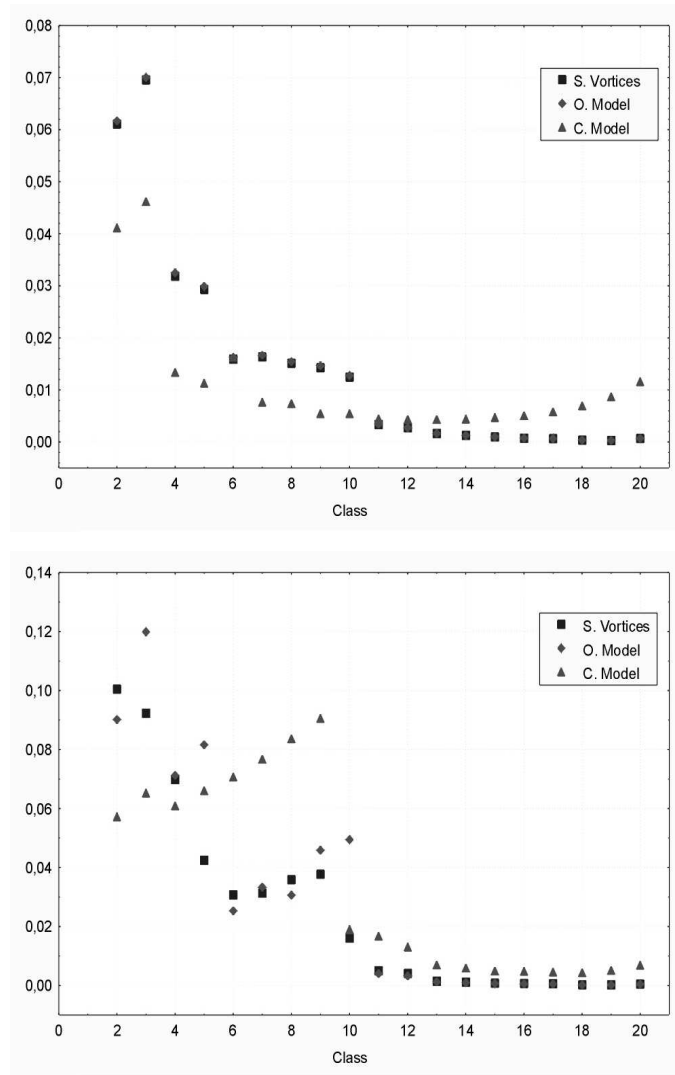 0,08
0,07
0,06
0,05
0,04
0,03
0,02
0,01
0,00
S. Vortices
O. Model
C. Model
0 2 4 6 8 10 12 14 16 18 20
Class
0,14
0,12
0,10
0,08
0,06
0,04
0,02
0,00
S. Vortices
O. Model
C. Model
0 2 4 6 8 10 12 14 16 18 20
Class